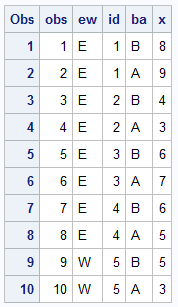 Obs obs ew id ba x
1 1 E 1 B 8
2 2 E 1 A 9
3 3 E 2 B 4
4 4 E 2 A 3
5 5 E 3 B 6
6 6 E 3 A 7
7 7 E 4 B 6
8 8 E 4 A 5
9 9 W 5 B 5
10 10 W 5 A 3